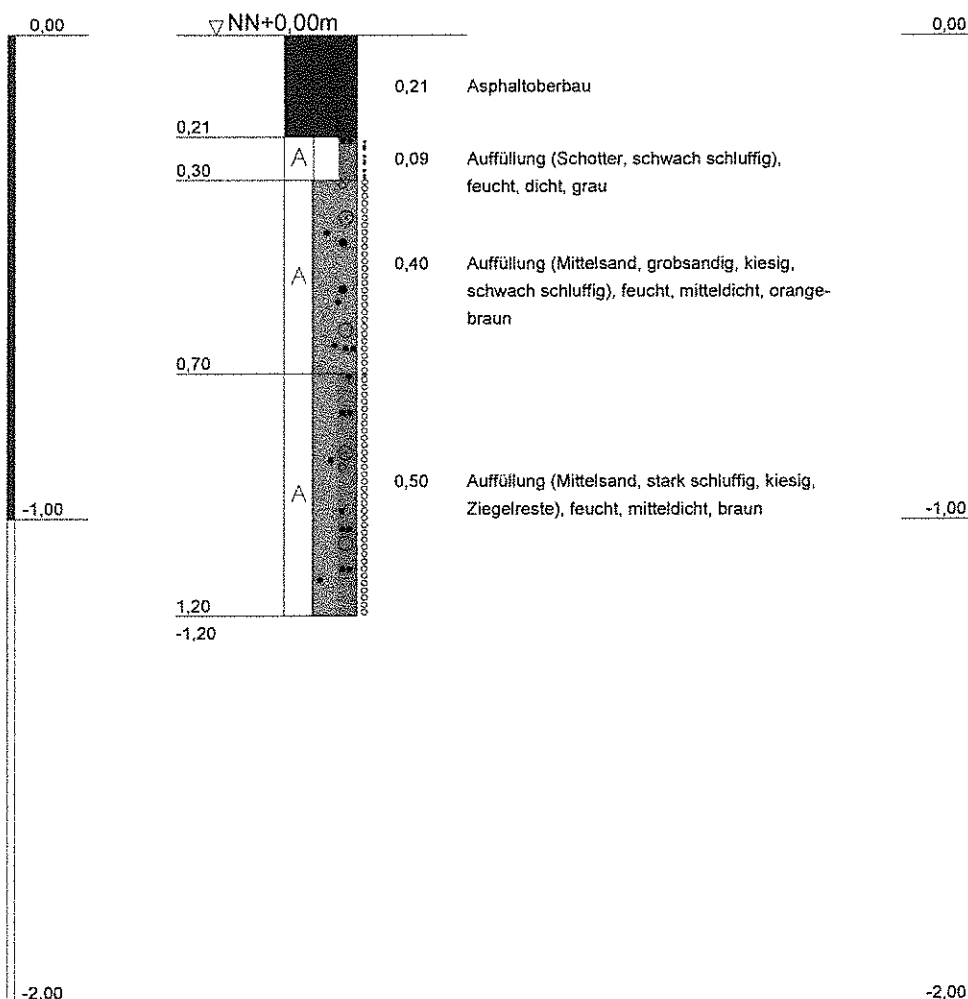 0,00
NN+0,00m
0,00
0,21 Asphaltoberbau
0,21
A
0,09 Auffüllung (Schotter, schwach schluffig),
feucht, dicht, grau
0,30
A
0,40 Auffüllung (Mittelsand, grobsandig, kiesig,
schwach schluffig), feucht, mitteldicht, orange-
braun
0,70
A
0,50 Auffüllung (Mittelsand, stark schluffig, kiesig,
Ziegelreste), feucht, mitteldicht, braun
-1,00
-1,00
1,20
-1,20
-2,00
-2,00